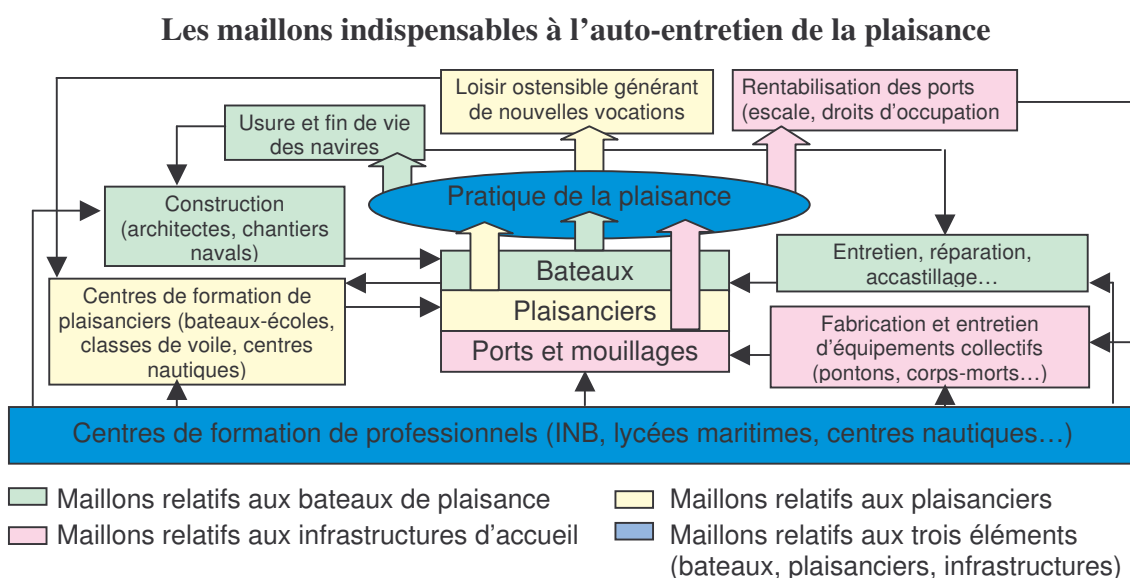 Les maillons indispensables à l’auto-entretien de la plaisance
Loisir ostensible générant
de nouvelles vocations
Rentabilisation des ports
(escale, droits d’occupation
Usure et fin de vie
des navires
Pratique de la plaisance
Construction
(architectes, chantiers
navals)
Entretien, réparation,
accastillage…
Bateaux
Centres de formation de
plaisanciers (bateaux-écoles,
classes de voile, centres
nautiques)
Plaisanciers
Fabrication et entretien
d’équipements collectif
(pontons, corps-morts…)
Ports et mouillages
Centres de formation de professionnels (INB, lycées maritimes, centres nautiques…)
Maillons relatifs aux bateaux de plaisance
Maillons relatifs aux plaisanciers
Maillons relatifs aux infrastructures d’accueil
Maillons relatifs aux trois éléments
(bateaux, plaisanciers, infrastructures)